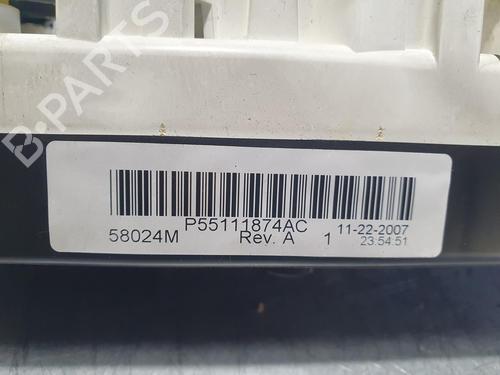 B-PARTS
P55111874AC
58024M Rev. A 1 11-22-2007
23:54:51